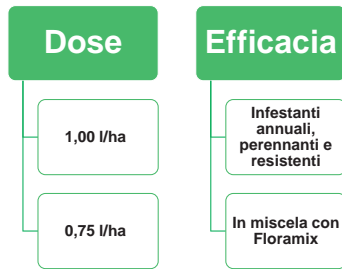 Dose
1,00 l/ha
0,75 l/ha
Efficacia
Infestanti
annuali,
perennanti e
resistenti
In miscela con
Floramix